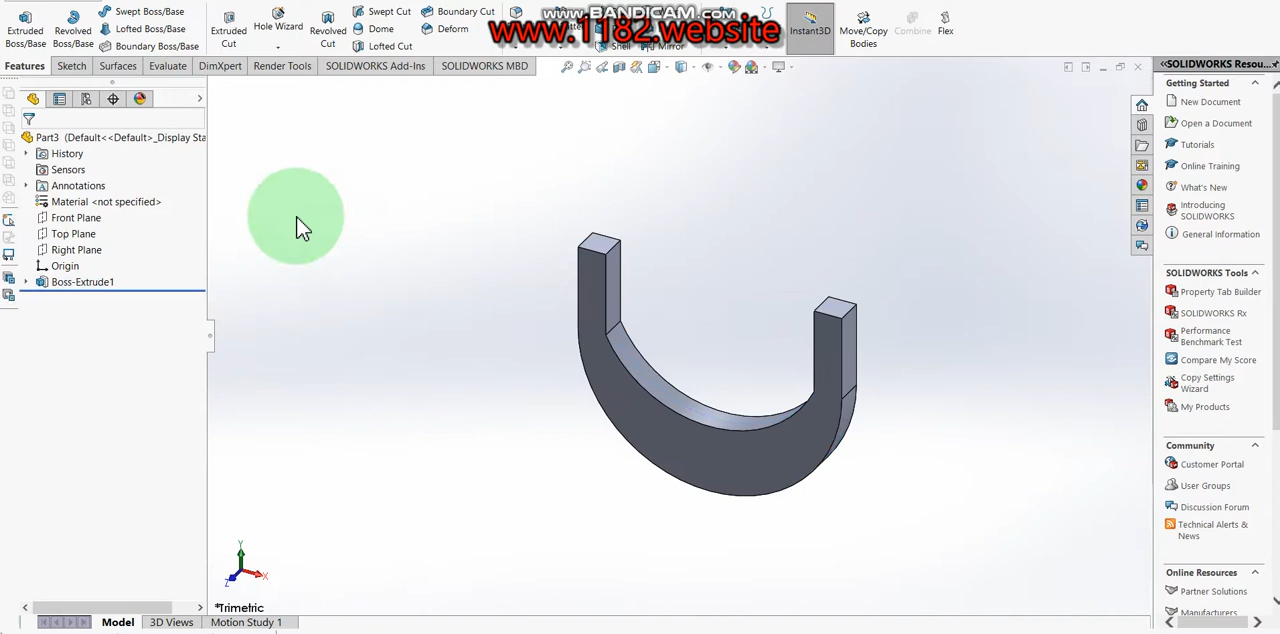 www.BANDICAM.com
www.1182.website
Extruded Boss/Base
Revolved Boss/Base
Swept Boss/Base
Lofted Boss/Base
Boundary Boss/Base
Extruded Cut
Hole Wizard
Revolved Cut
Swept Cut
Dome
Lofted Cut
Boundary Cut
Deform
Shell
Mirror
Instant3D
Move/Copy Bodies
Combine
Flex
Features
Sketch
Surfaces
Evaluate
DimXpert
Render Tools
SOLIDWORKS Add-Ins
SOLIDWORKS MBD
Part3 (Default<<Default>_Display Sta
History
Sensors
Annotations
Material <not specified>
Front Plane
Top Plane
Right Plane
Origin
Boss-Extrude1
Y
X
Z
*Trimetric
Model
3D Views
Motion Study 1
SOLIDWORKS Resou...
Getting Started
New Document
Open a Document
Tutorials
Online Training
What's New
Introducing
SOLIDWORKS
General Information
SOLIDWORKS Tools
Property Tab Builder
SOLIDWORKS Rx
Performance
Benchmark Test
Compare My Score
Copy Settings
Wizard
My Products
Community
Customer Portal
User Groups
Discussion Forum
Technical Alerts &
News
Online Resources
Partner Solutions
Manufacturers